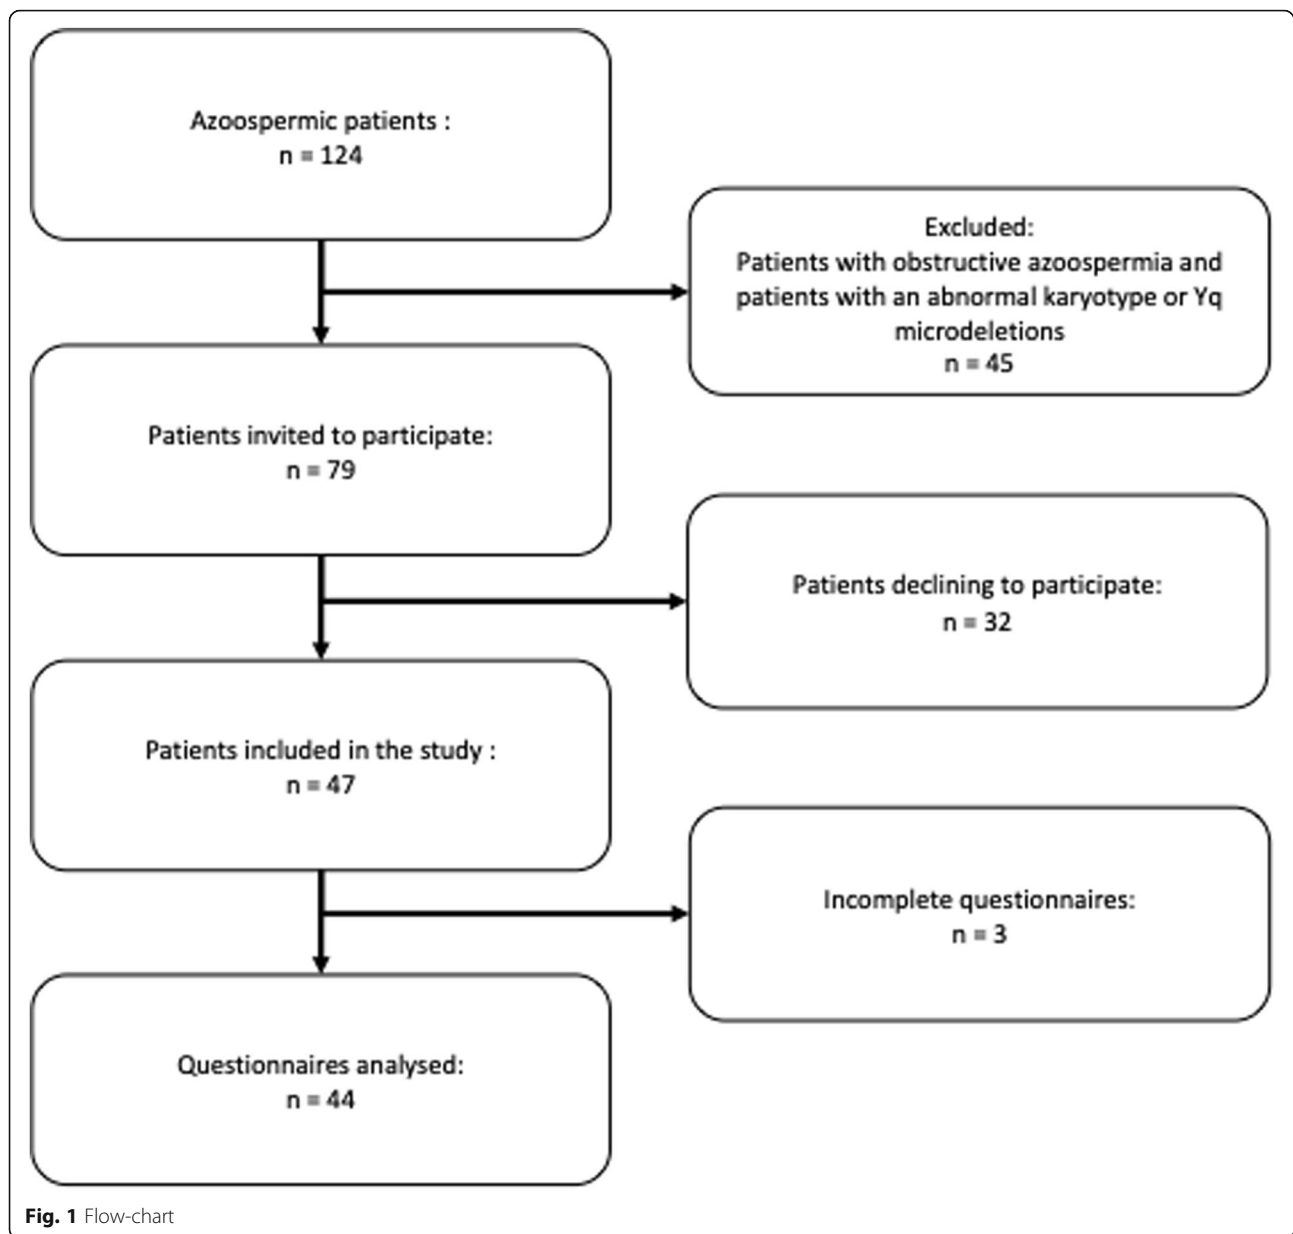 Azoospermic patients :
n = 124
Excluded:
Patients with obstructive azoospermia and
patients with an abnormal karyotype or Yq
microdeletions
n = 45
Patients invited to participate:
n = 79
Patients declining to participate:
n = 32
Patients included in the study :
n = 47
Incomplete questionnaires:
n = 3
Questionnaires analysed:
n = 44
Fig. 1 Flow-chart